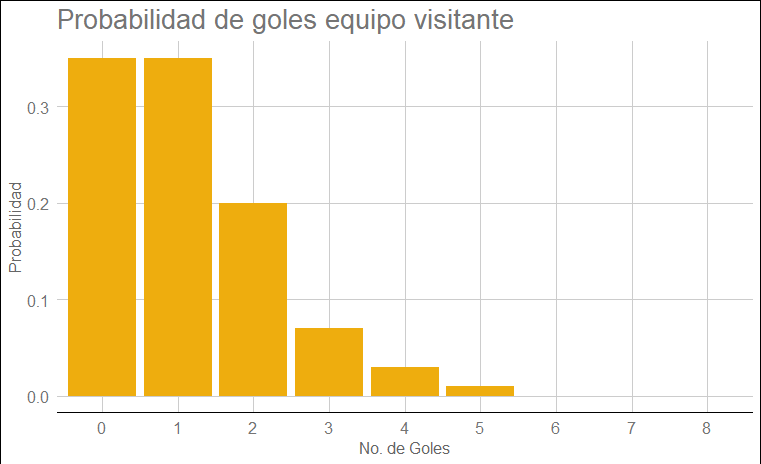 Probabilidad de goles equipo visitante
Probabilidad
0.3
0.2
0.1
0.0
0 1 2 3 4 5 6 7 8
No. de Goles